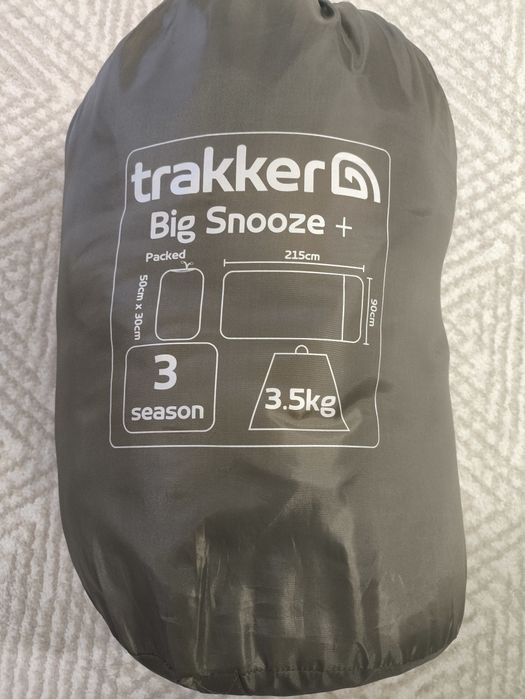 trakker
Big Snooze +
Packed
50cm x 30cm
215cm
90cm
3
season
3.5kg